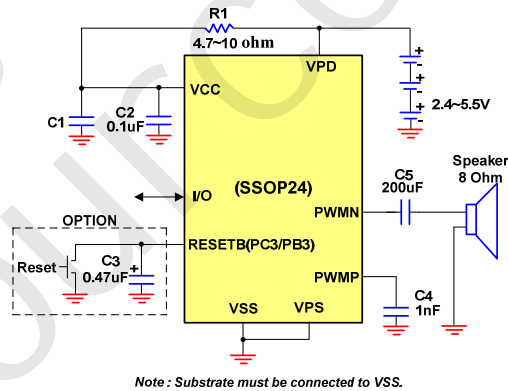 R1
4.7~10 ohm
VPD
VCC
C1
C2
0.1uF
+
-
+
-
+
-
2.4~5.5V
I/O
(SSOP24)
C5
200uF
Speaker
8 Ohm
PWMN
OPTION
RESETB(PC3/PB3)
Reset
C3
0.47uF
+
PWMP
C4
1nF
VSS
VPS
Note : Substrate must be connected to VSS.